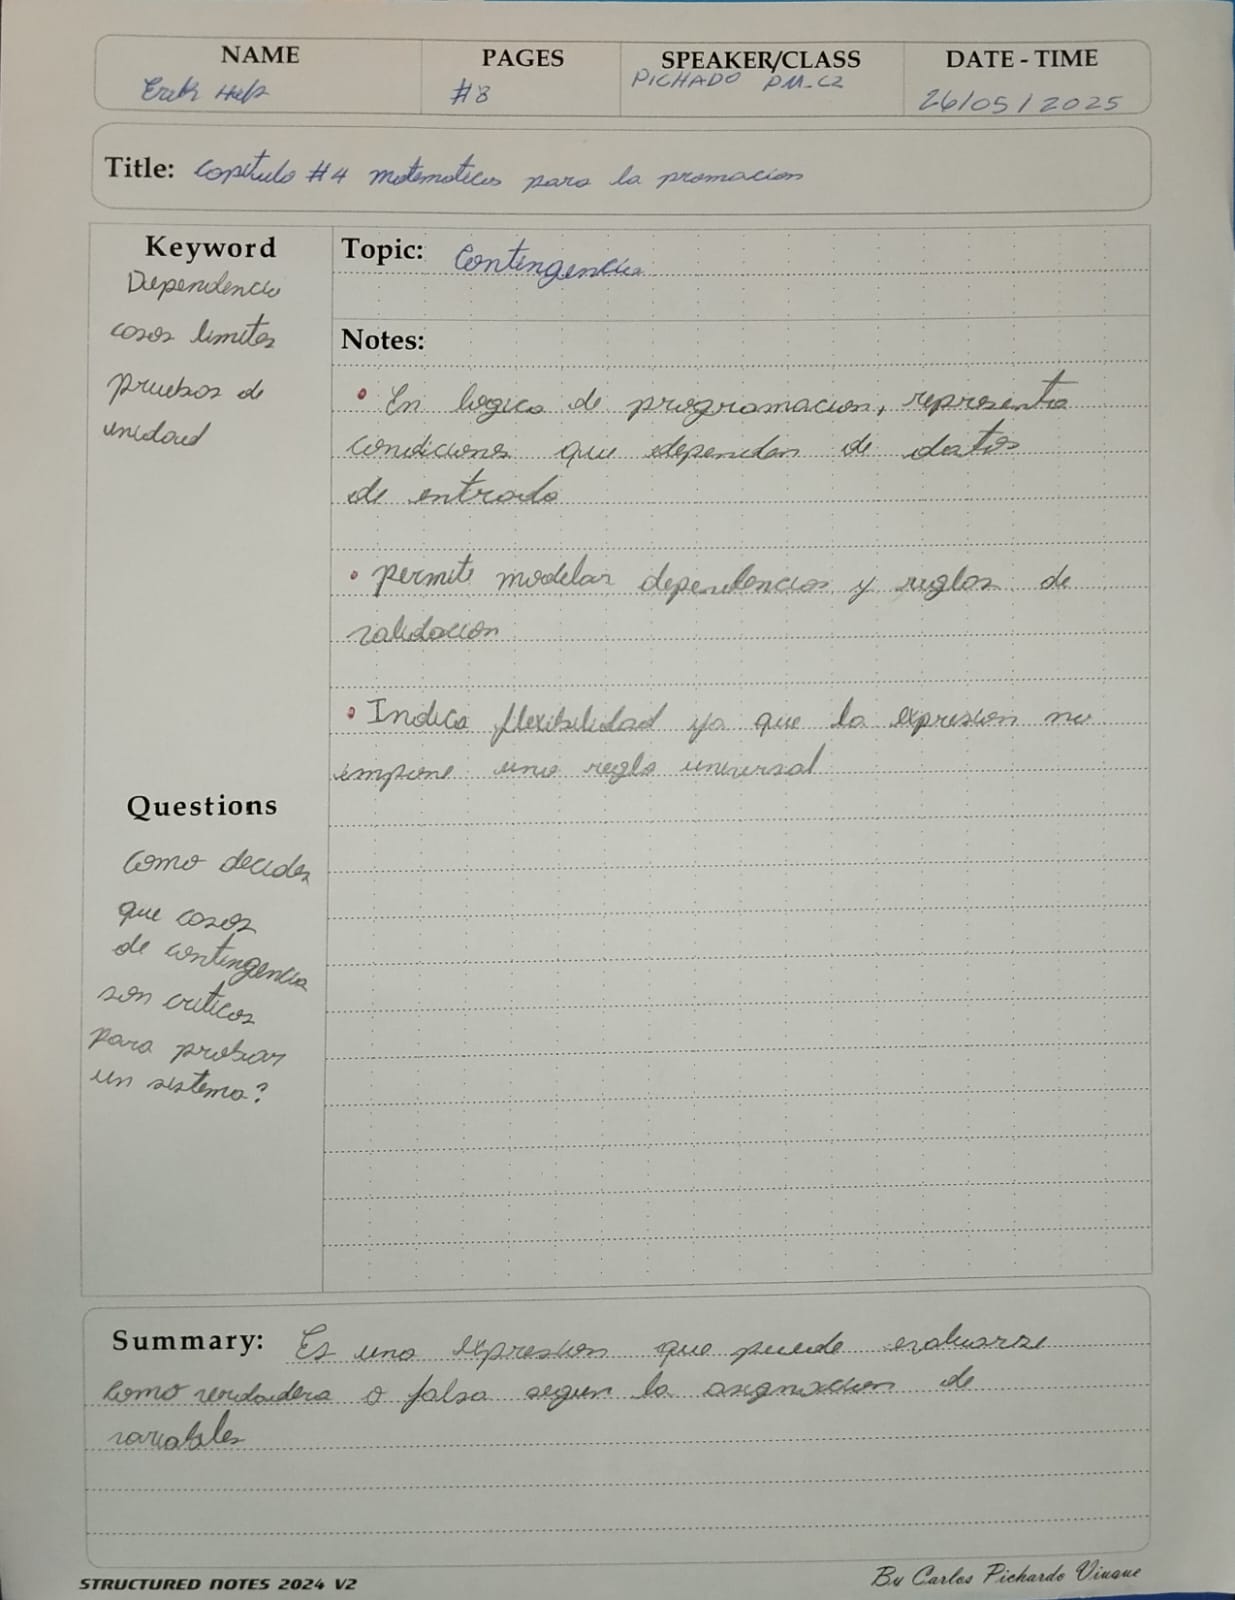 NAME PAGES SPEAKER/CLASS DATE - TIME
Erik #8 PICHADO PM-C2 26/05/2025
Title: Capitulo #4 matematicas para la promacion
Keyword
Dependencia
casos limites
pruebas de
unidad
Topic: Contingencia
Notes:
• En logica de programacion, representa
condiciones que dependen de datos
de entrada
• permite modelar dependencias y reglas de
validacion
• Indica flexibilidad ya que la expresion no
impone una regla universal
Questions
Como decides
que casos
de contingencia
son criticos
para probar
un sistema?
Summary: Es una expresion que puede evaluarse
como verdadera o falsa segun la asignacion de
variables
STRUCTURED NOTES 2024 V2
By Carlos Pichardo Viuque